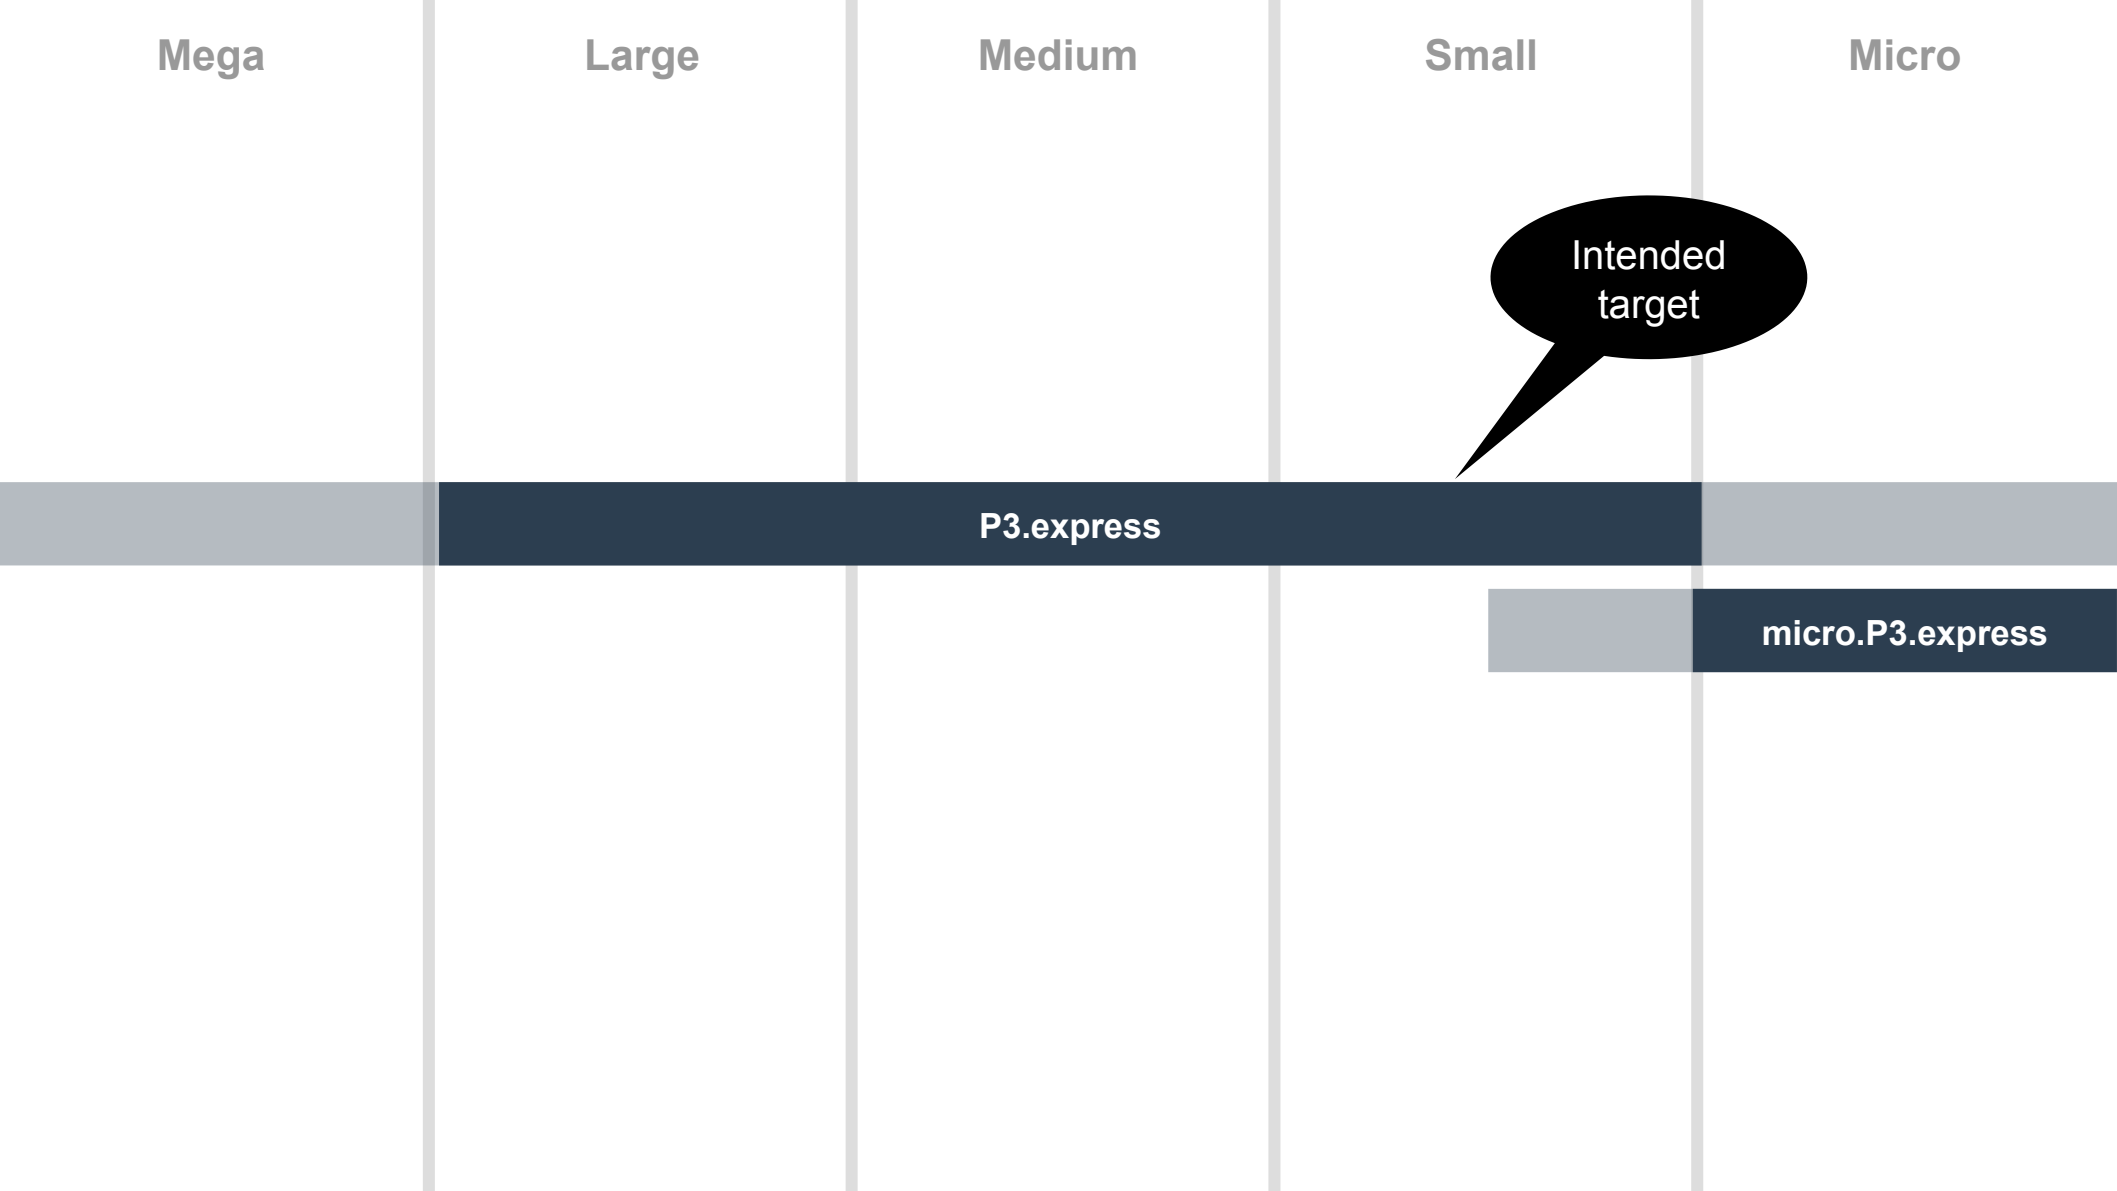 Mega
Large
Medium
Small
Micro
Intended
target
P3.express
micro.P3.express